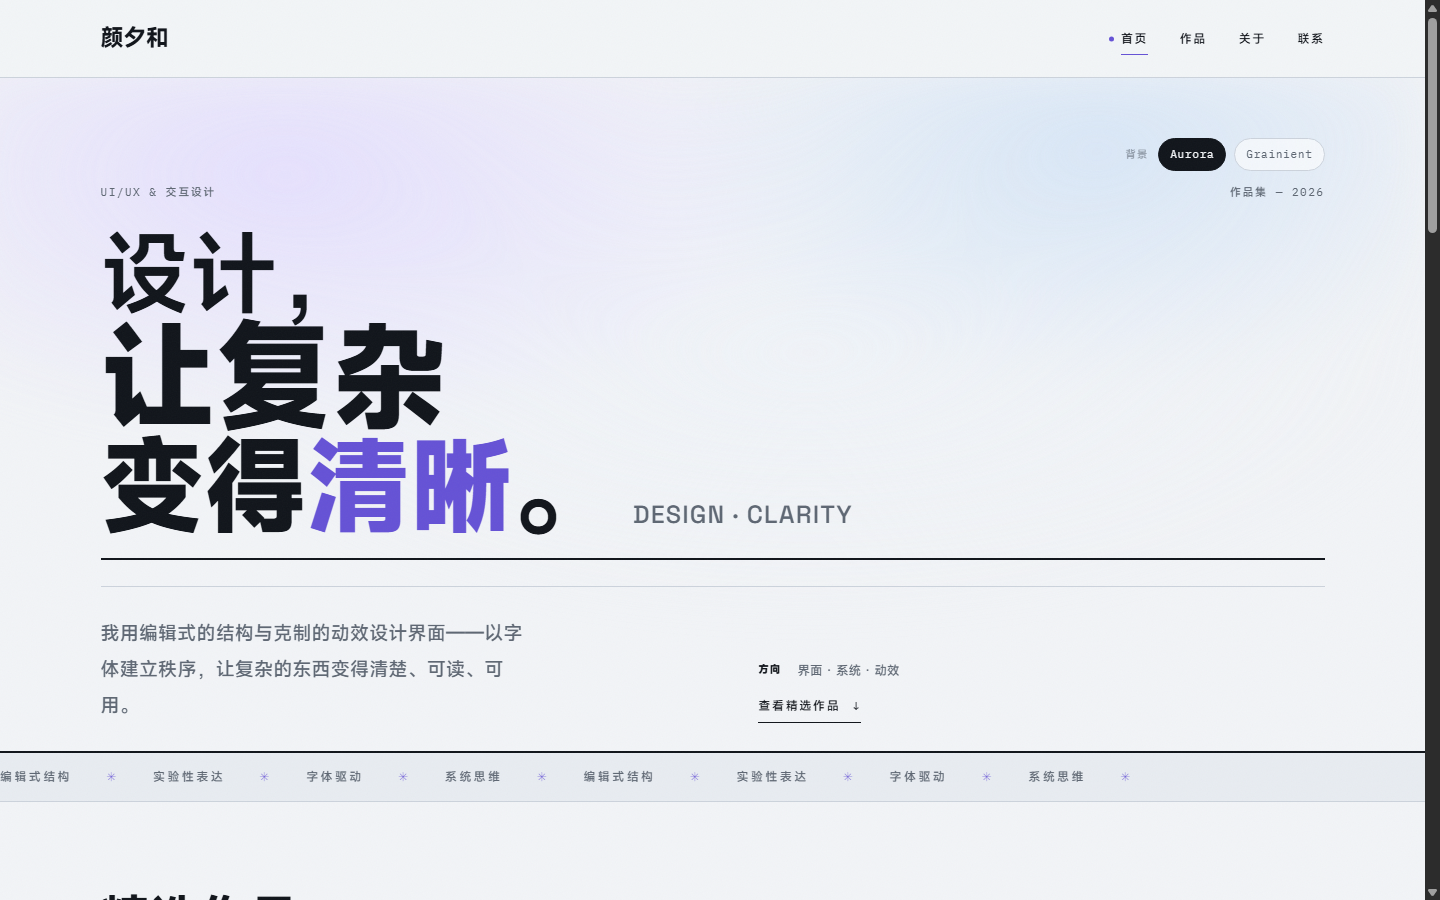 颜夕和
首页 作品 关于 联系
背景 Aurora Grainient
UI/UX & 交互设计
作品集 — 2026
设计，
让复杂
变得清晰。
DESIGN · CLARITY
我用编辑式的结构与克制的动效设计界面——以字
体建立秩序，让复杂的东西变得清楚、可读、可
用。
方向 界面 · 系统 · 动效
查看精选作品 ↓
编辑式结构 ✳ 实验性表达 ✳ 字体驱动 ✳ 系统思维 ✳ 编辑式结构 ✳ 实验性表达 ✳ 字体驱动 ✳ 系统思维 ✳